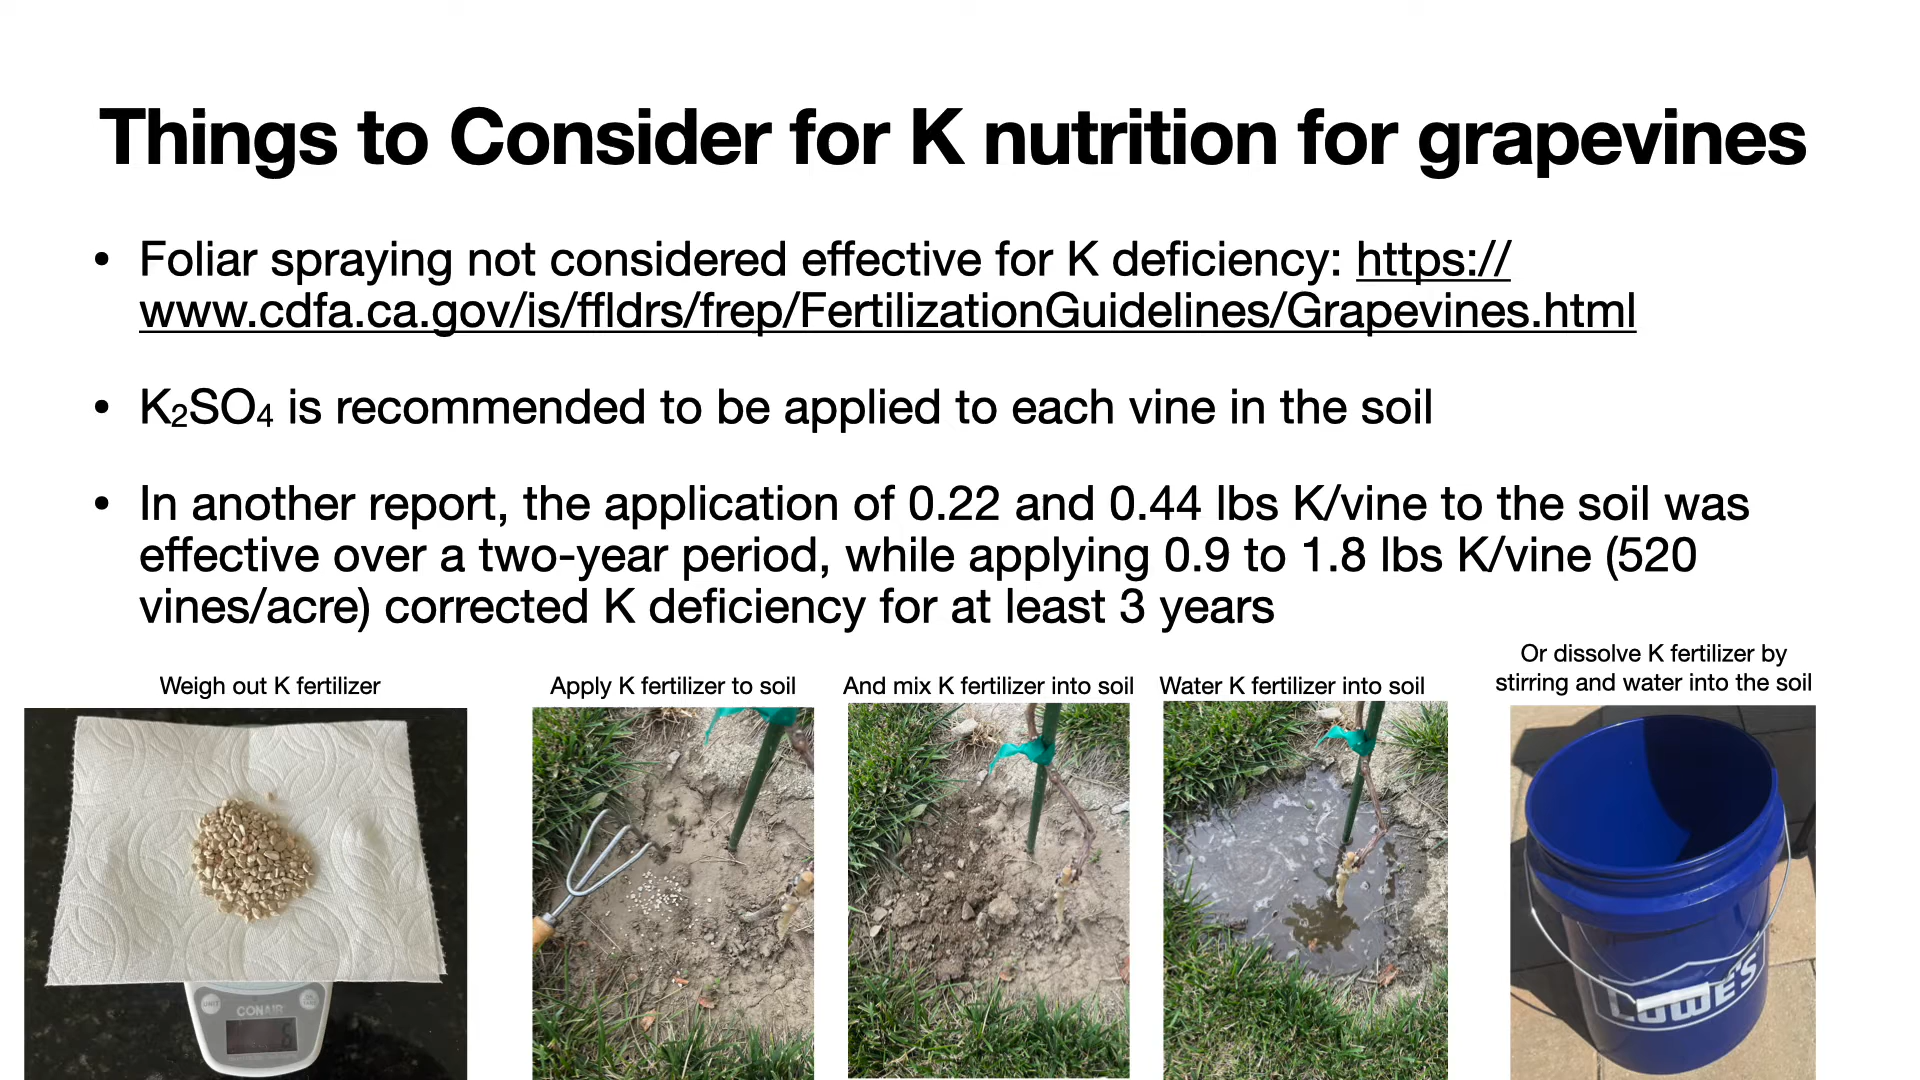 Things to Consider for K nutrition for grapevines
• Foliar spraying not considered effective for K deficiency: https://
www.cdfa.ca.gov/is/ffldrs/frep/FertilizationGuidelines/Grapevines.html
• K₂SO₄ is recommended to be applied to each vine in the soil
• In another report, the application of 0.22 and 0.44 lbs K/vine to the soil was
effective over a two-year period, while applying 0.9 to 1.8 lbs K/vine (520
vines/acre) corrected K deficiency for at least 3 years
Weigh out K fertilizer
Apply K fertilizer to soil
And mix K fertilizer into soil
Water K fertilizer into soil
Or dissolve K fertilizer by
stirring and water into the soil
UNIT
CONAIR
LOWE'S